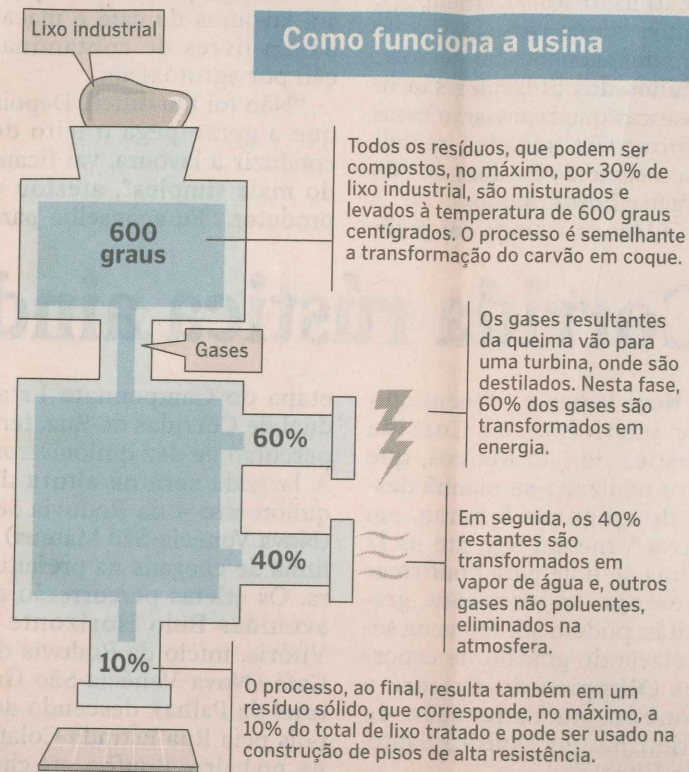 Lixo industrial
Como funciona a usina
Todos os resíduos, que podem ser
compostos, no máximo, por 30% de
lixo industrial, são misturados e
levados à temperatura de 600 graus
centígrados. O processo é semelhante
a transformação do carvão em coque.
600
graus
Gases
Os gases resultantes
da queima vão para
uma turbina, onde são
destilados. Nesta fase,
60% dos gases são
transformados em
energia.
60%
Em seguida, os 40%
restantes são
transformados em
vapor de água e, outros
gases não poluentes,
eliminados na
atmosfera.
40%
10%
O processo, ao final, resulta também em um
resíduo sólido, que corresponde, no máximo, a
10% do total de lixo tratado e pode ser usado na
construção de pisos de alta resistência.